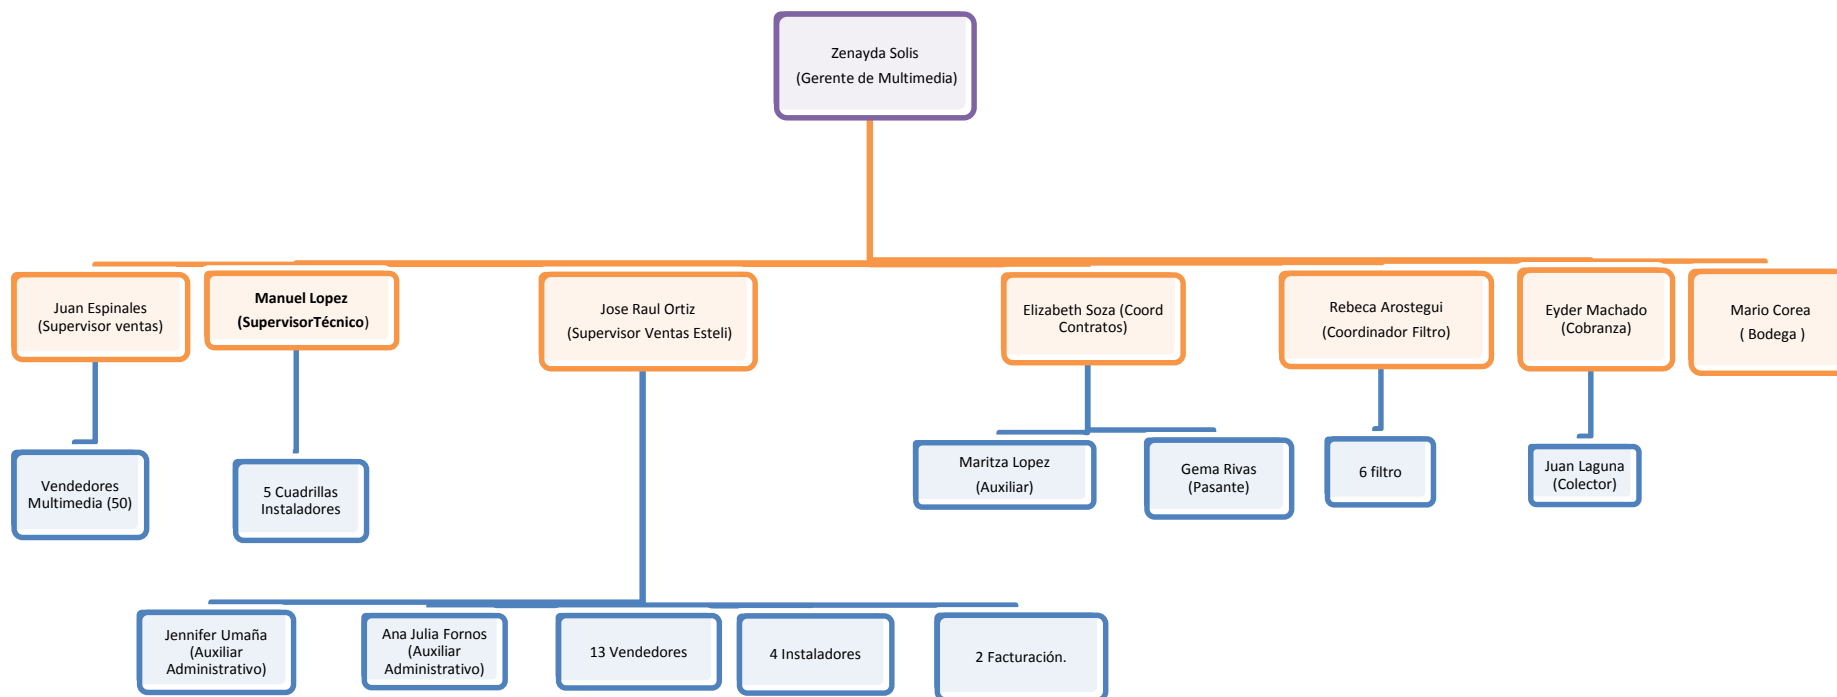 Zenayda Solis
(Gerente de Multimedia)
Juan Espinales
(Supervisor ventas)
Manuel Lopez
(SupervisorTécnico)
Jose Raul Ortiz
(Supervisor Ventas Esteli)
Elizabeth Soza (Coord
Contratos)
Rebeca Arostegui
(Coordinador Filtro)
Eyder Machado
(Cobranza)
Mario Corea
( Bodega )
Vendedores
Multimedia (50)
5 Cuadrillas
Instaladores
Maritza Lopez
(Auxiliar)
Gema Rivas
(Pasante)
6 filtro
Juan Laguna
(Colector)
Jennifer Umaña
(Auxiliar
Administrativo)
Ana Julia Fornos
(Auxiliar
Administrativo)
13 Vendedores
4 Instaladores
2 Facturación.